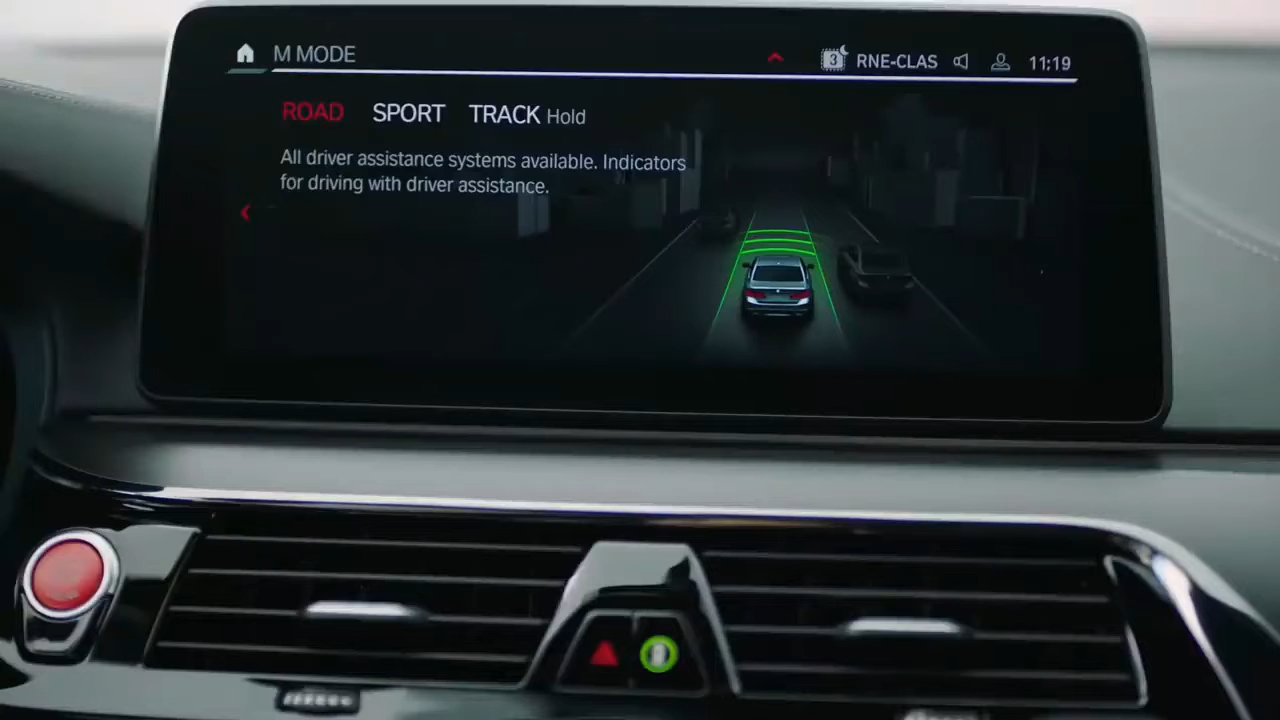 M MODE
3 RNE-CLAS 11:19
ROAD SPORT TRACK Hold
All driver assistance systems available. Indicators
for driving with driver assistance.